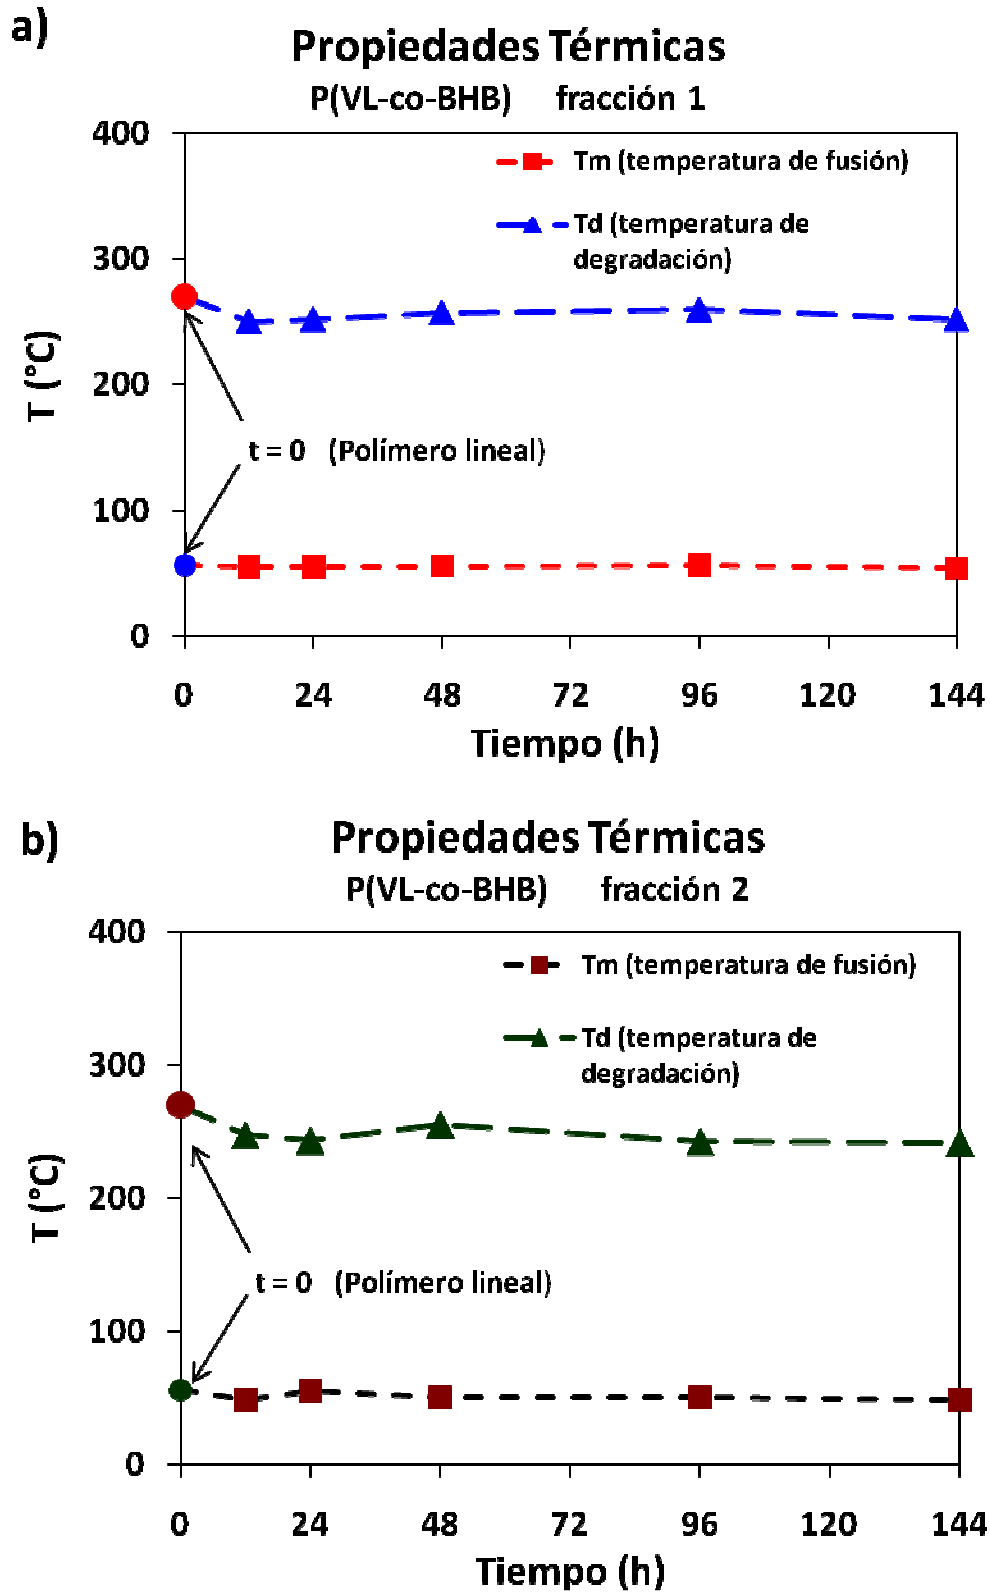 a)
Propiedades Térmicas
P(VL-co-BHB) fracción 1
400
300
200
100
0
T (°C)
Tm (temperatura de fusión)
Td (temperatura de
degradación)
t = 0 (Polímero lineal)
0 24 48 72 96 120 144
Tiempo (h)
b)
Propiedades Térmicas
P(VL-co-BHB) fracción 2
400
300
200
100
0
T (°C)
Tm (temperatura de fusión)
Td (temperatura de
degradación)
t = 0 (Polímero lineal)
0 24 48 72 96 120 144
Tiempo (h)